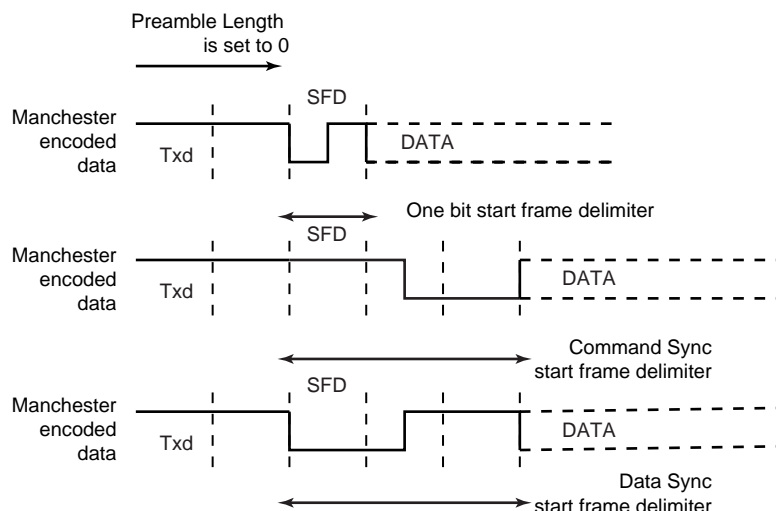 Preamble Length
is set to 0
SFD
Manchester
encoded
data
Txd
DATA
One bit start frame delimiter
SFD
Manchester
encoded
data
Txd
DATA
Command Sync
start frame delimiter
SFD
Manchester
encoded
data
Txd
DATA
Data Sync
start frame delimiter